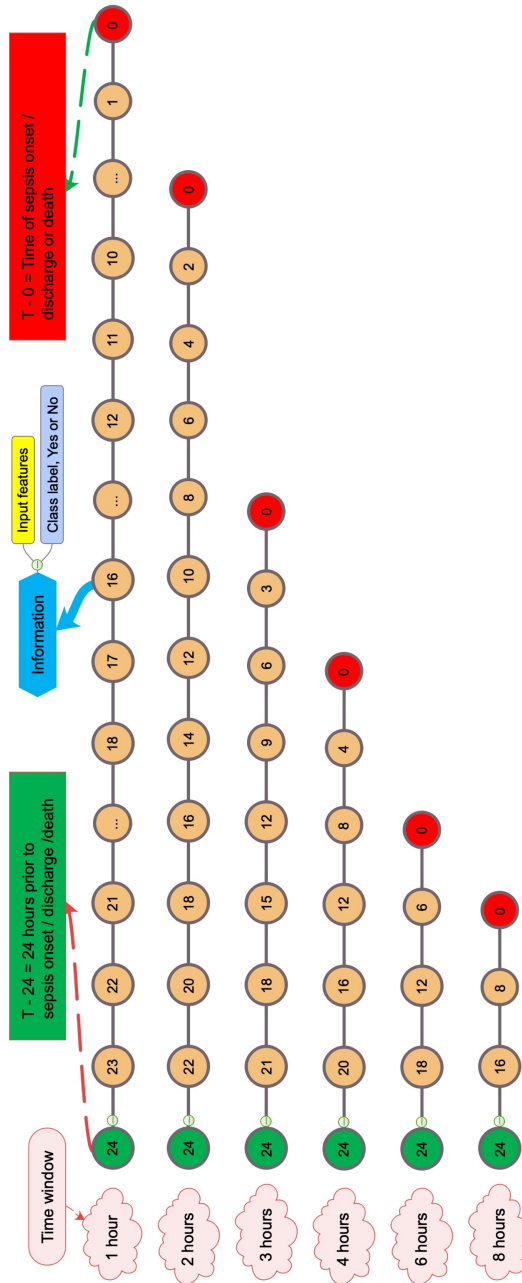 T - 24 = 24 hours prior to
sepsis onset / discharge /death
Input features
Class label, Yes or No
Information
T - 0 = Time of sepsis onset /
discharge or death
Time window
1 hour
24 23 22 21 ... 18 17 16 ... 12 11 10 ... 1 0
2 hours
24 22 20 18 16 14 12 10 8 6 4 2 0
3 hours
24 21 18 15 12 9 6 3 0
4 hours
24 20 16 12 8 4 0
6 hours
24 18 12 6 0
8 hours
24 16 8 0